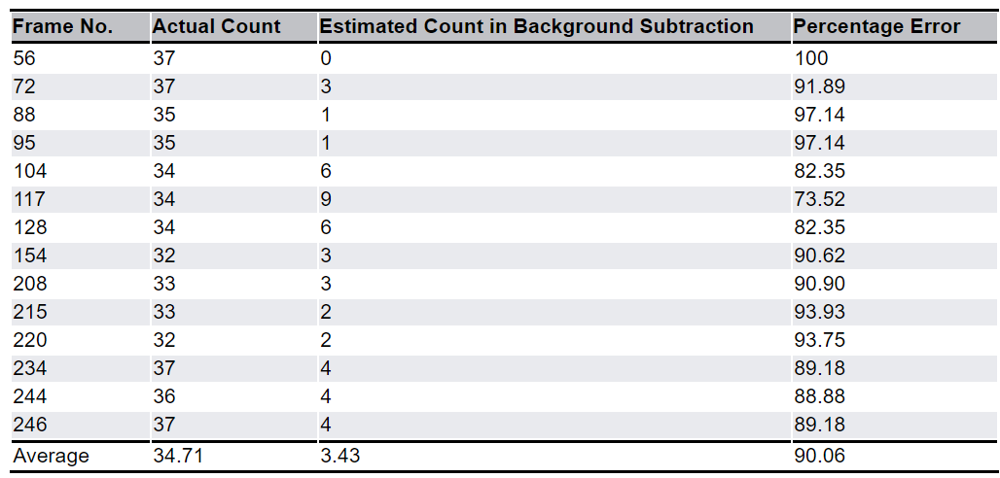 Frame No. Actual Count Estimated Count in Background Subtraction Percentage Error
56 37 0 100
72 37 3 91.89
88 35 1 97.14
95 35 1 97.14
104 34 6 82.35
117 34 9 73.52
128 34 6 82.35
154 32 3 90.62
208 33 3 90.90
215 33 2 93.93
220 32 2 93.75
234 37 4 89.18
244 36 4 88.88
246 37 4 89.18
Average 34.71 3.43 90.06